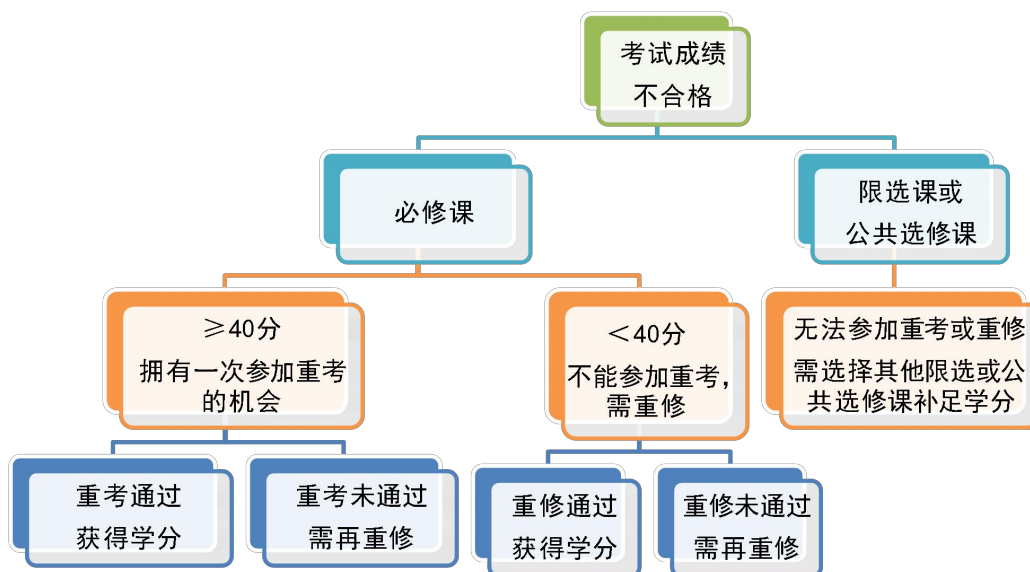 考试成绩
不合格
必修课
限选课或
公共选修课
≥40分
拥有一次参加重考
的机会
<40分
不能参加重考，
需重修
无法参加重考或重修
需选择其他限选或公
共选修课补足学分
重考通过
获得学分
重考未通过
需再重修
重修通过
获得学分
重修未通过
需再重修